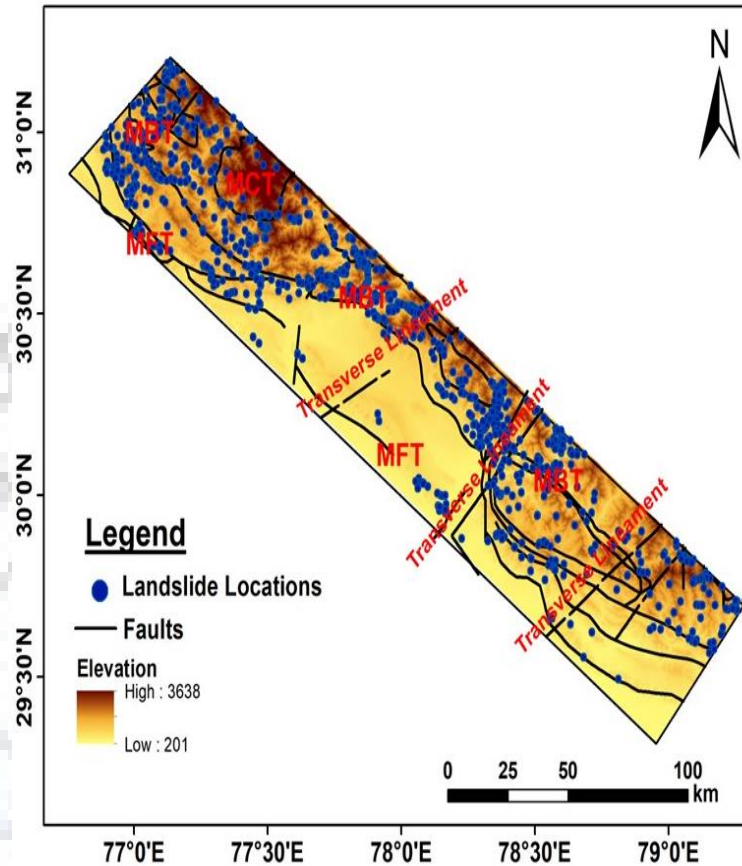 N
31°0'N
30°30'N
30°0'N
29°30'N
MBT
MCT
MFT
MBT
Transverse Lineament
MFT
Transverse Lineament
MBT
Transverse Lineament
Legend
Landslide Locations
Faults
Elevation
High : 3638
Low : 201
0 25 50 100
km
77°0'E 77°30'E 78°0'E 78°30'E 79°0'E